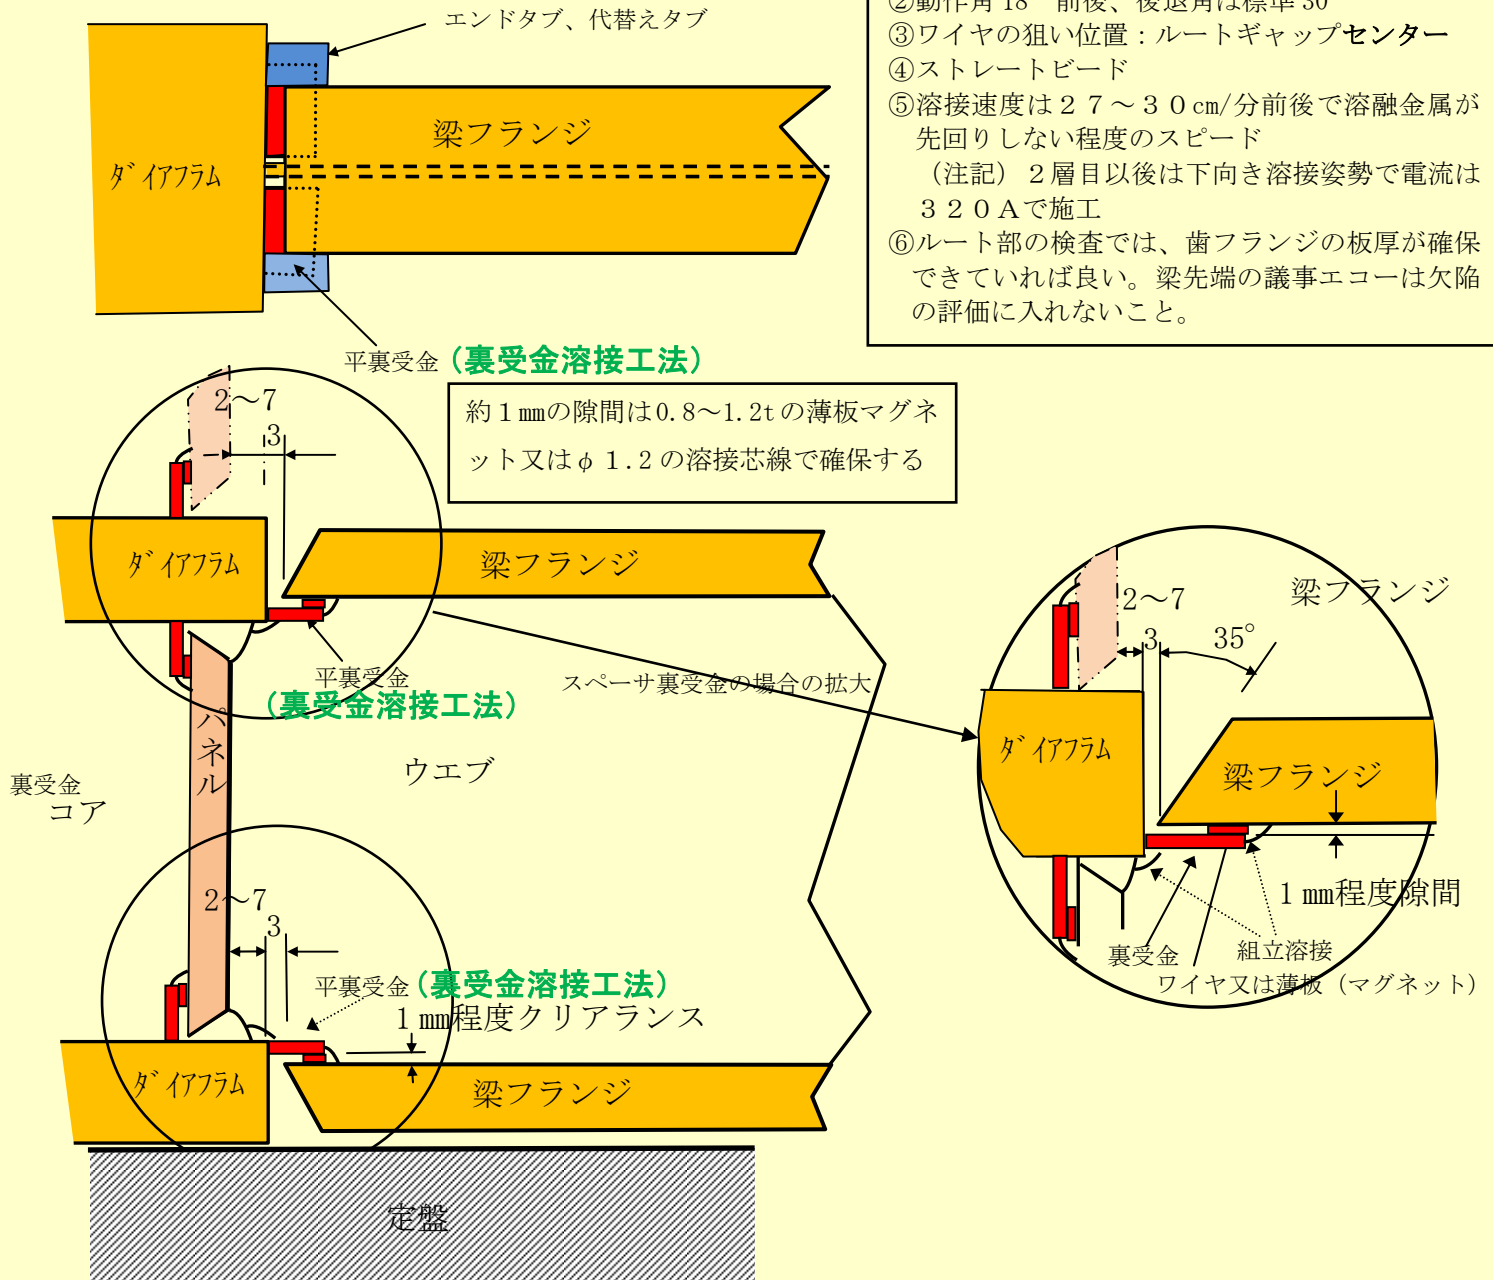 エンドタブ、代替えタブ
ダイアフラム
梁フランジ
平裏受金(裏受金溶接工法)
②動作角18°前後、後退角は標準30°
③ワイヤの狙い位置：ルートギャップセンター
④ストレートビード
⑤溶接速度は２７～３０㎝/分前後で溶融金属が
先回りしない程度のスピード
（注記）２層目以後は下向き溶接姿勢で電流は
３２０Ａで施工
⑥ルート部の検査では、歯フランジの板厚が確保
できていれば良い。梁先端の議事エコーは欠陥
の評価に入れないこと。
約１㎜の隙間は0.8～1.2tの薄板マグネ
ット又はφ1.2の溶接芯線で確保する
2～7
3
ダイアフラム
梁フランジ
平裏受金
(裏受金溶接工法)
スペーサ裏受金の場合の拡大
パネル
ウエブ
裏受金
コア
2～7
3
平裏受金(裏受金溶接工法)
1㎜程度クリアランス
ダイアフラム
梁フランジ
定盤
梁フランジ
2～7
3
35°
ダイアフラム
梁フランジ
1㎜程度隙間
裏受金
組立溶接
ワイヤ又は薄板（マグネット）